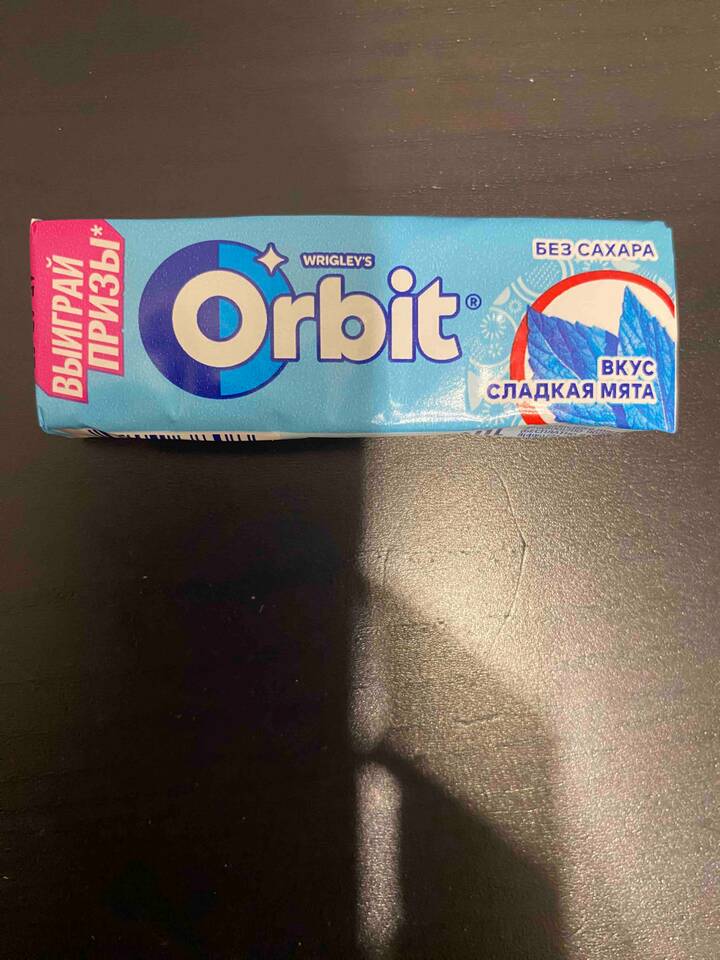 ВЫИГРАЙ
ПРИЗЫ*
WRIGLEY'S
Orbit®
БЕЗ САХАРА
ВКУС
СЛАДКАЯ МЯТА